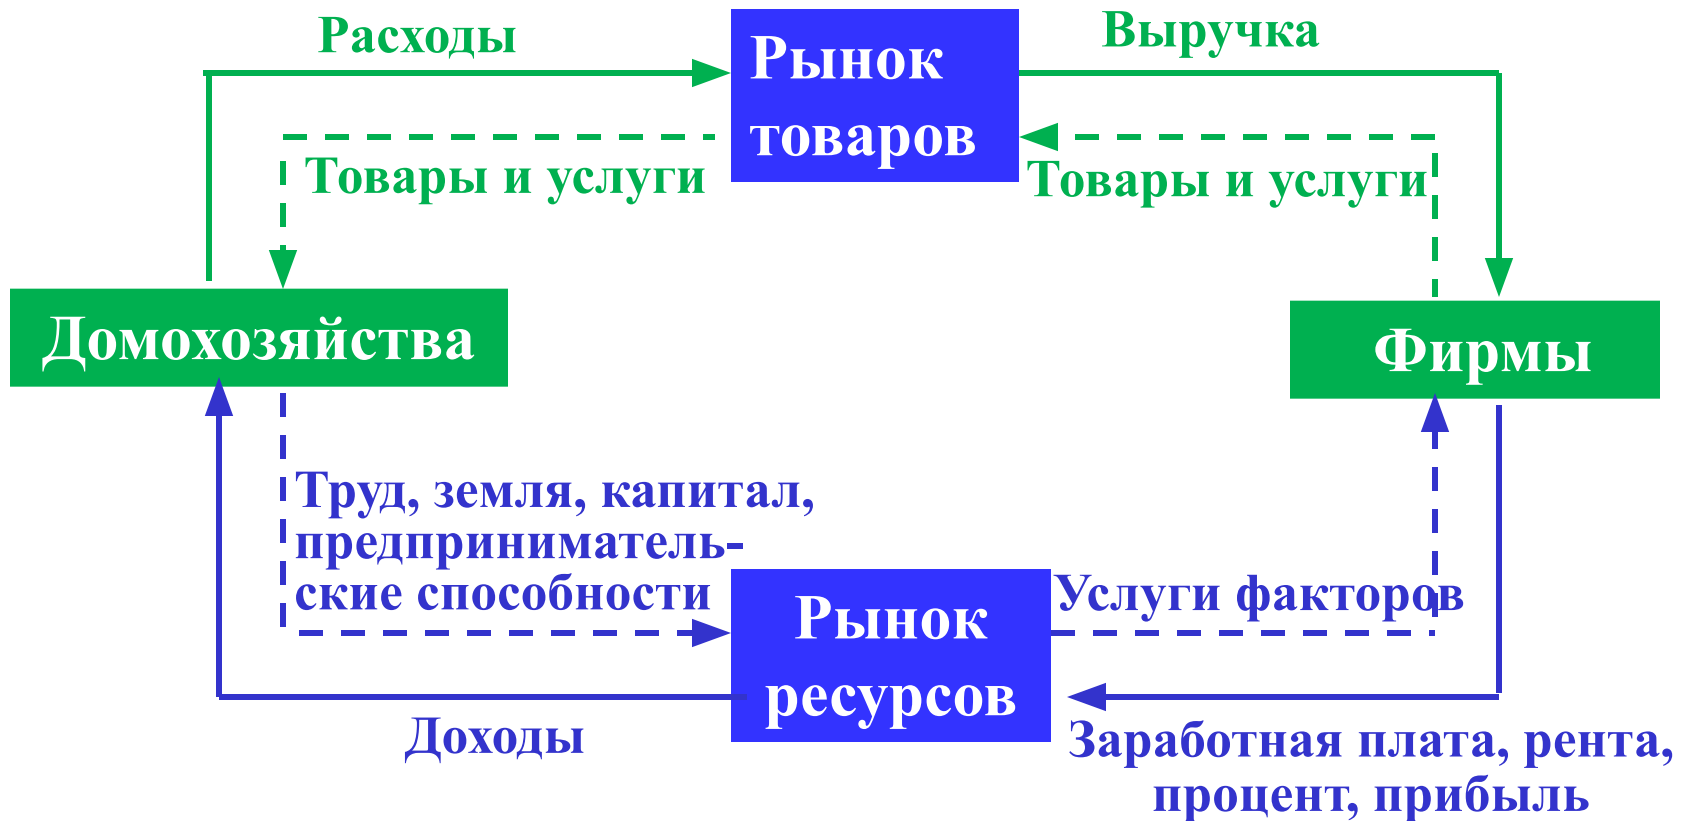 Расходы
Рынок
товаров
Выручка
Товары и услуги
Товары и услуги
Домохозяйства
Фирмы
Труд, земля, капитал,
предприниматель-
ские способности
Рынок
ресурсов
Услуги факторов
Доходы
Заработная плата, рента,
процент, прибыль